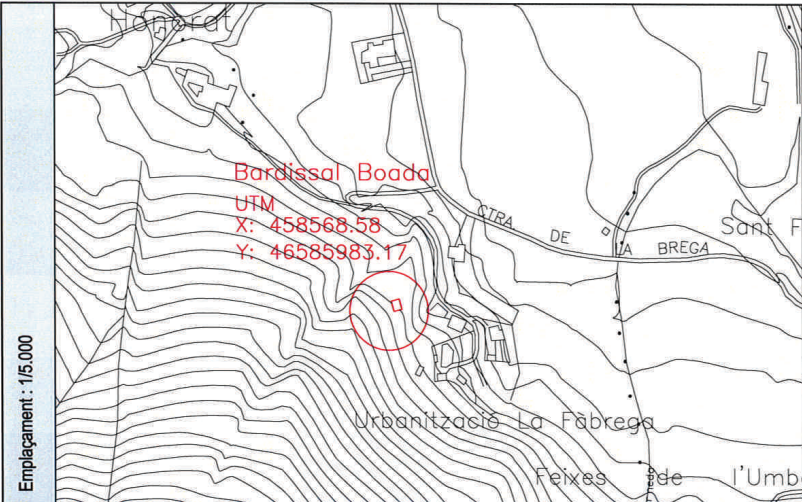 Honorat
Bardissal Boada
UTM
X: 458568.58
Y: 46585983.17
CTRA DE LA BREGA
Sant F
Urbanització La Fàbrega
Feixes de l'Umb
Emplaçament : 1/5.000